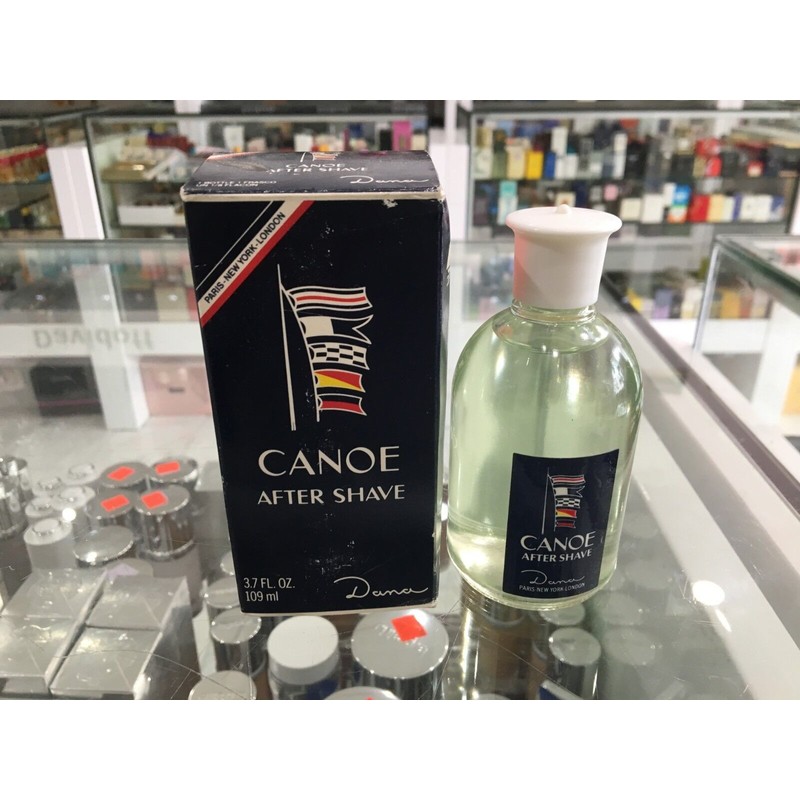 CANOE
AFTER SHAVE
Dana
PARIS-NEW YORK-LONDON
CANOE
AFTER SHAVE
3.7 FL. OZ.
109 ml
Dana
CANOE
AFTER SHAVE
Dana
PARIS-NEW YORK-LONDON
Davidoff